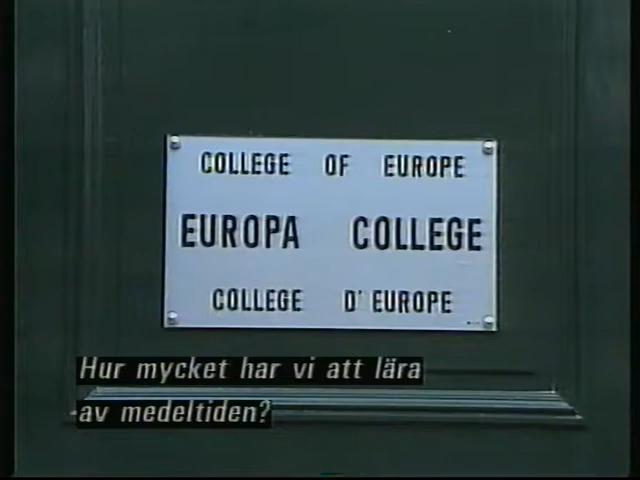 COLLEGE OF EUROPE
EUROPA COLLEGE
COLLEGE D'EUROPE
Hur mycket har vi att lära
av medeltiden?